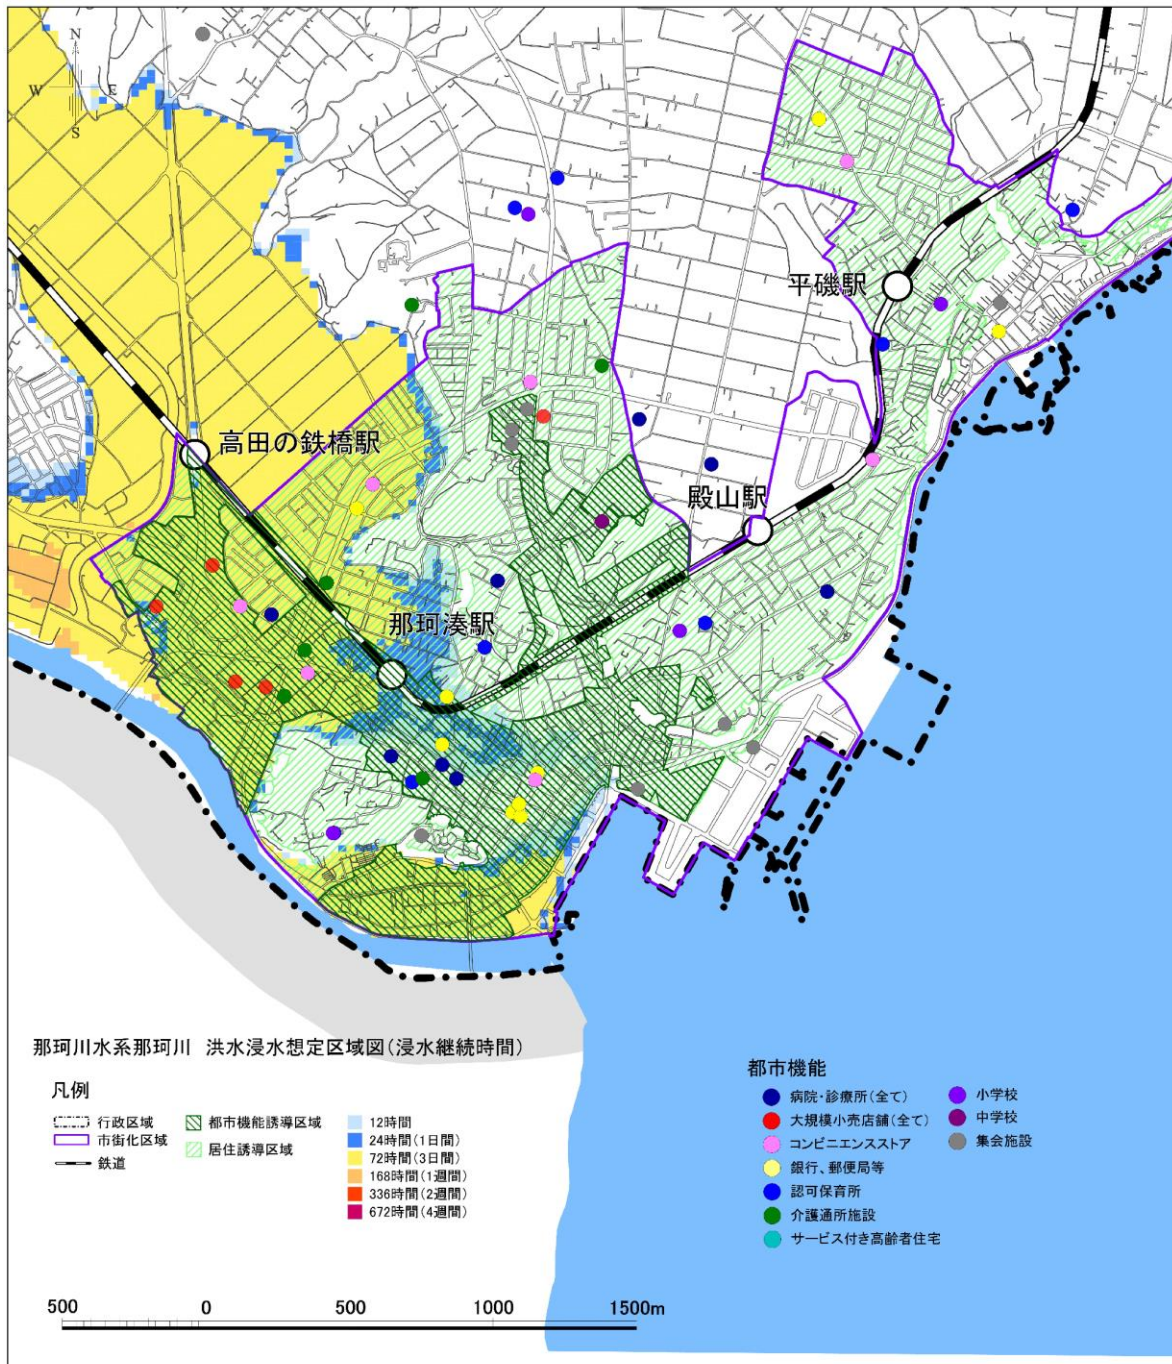 N
W E
S
平磯駅
高田の鉄橋駅
殿山駅
那珂湊駅
那珂川水系那珂川 洪水浸水想定区域図(浸水継続時間)
凡例
行政区域
市街化区域
鉄道
都市機能誘導区域
居住誘導区域
12時間
24時間(1日間)
72時間(3日間)
168時間(1週間)
336時間(2週間)
672時間(4週間)
都市機能
病院・診療所(全て)
大規模小売店舗(全て)
コンビニエンスストア
銀行、郵便局等
認可保育所
介護通所施設
サービス付き高齢者住宅
小学校
中学校
集会施設
500 0 500 1000 1500m